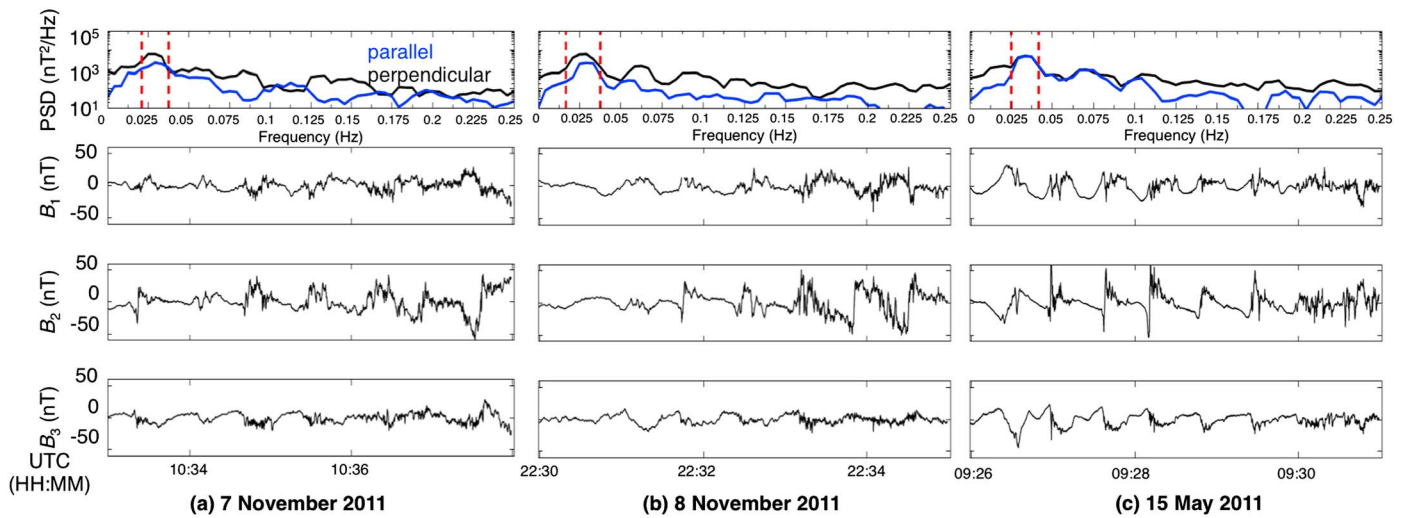 PSD (nT²/Hz)
10⁵
10³
10¹
parallel
perpendicular
0 0.025 0.05 0.075 0.1 0.125 0.15 0.175 0.2 0.225 0.25
Frequency (Hz)
0 0.025 0.05 0.075 0.1 0.125 0.15 0.175 0.2 0.225 0.25
Frequency (Hz)
0 0.025 0.05 0.075 0.1 0.125 0.15 0.175 0.2 0.225 0.25
Frequency (Hz)
B₁ (nT)
50
0
-50
B₂ (nT)
50
0
-50
B₃ (nT)
50
0
-50
UTC
(HH:MM)
10:34 10:36
22:30 22:32 22:34
09:26 09:28 09:30
(a) 7 November 2011
(b) 8 November 2011
(c) 15 May 2011